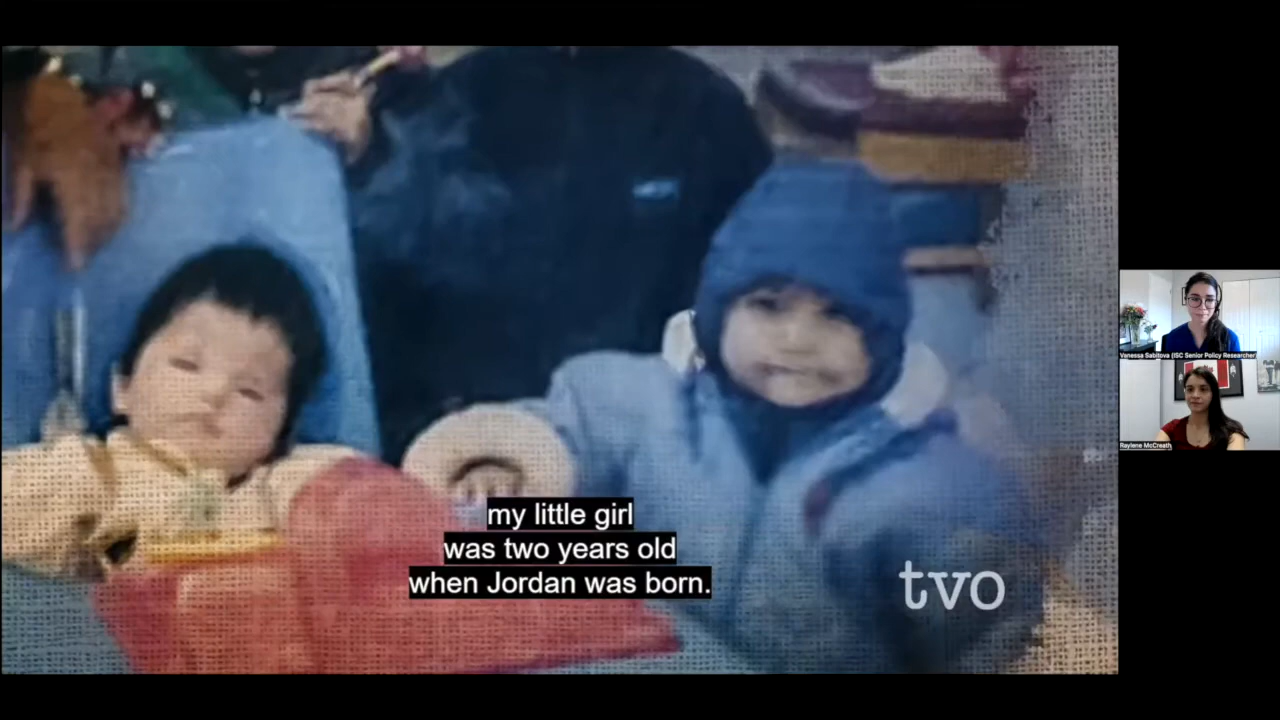 my little girl
was two years old
when Jordan was born.
tvo
Vanessa Sabitova (ISC Senior Policy Researcher)
Raylene McCreath